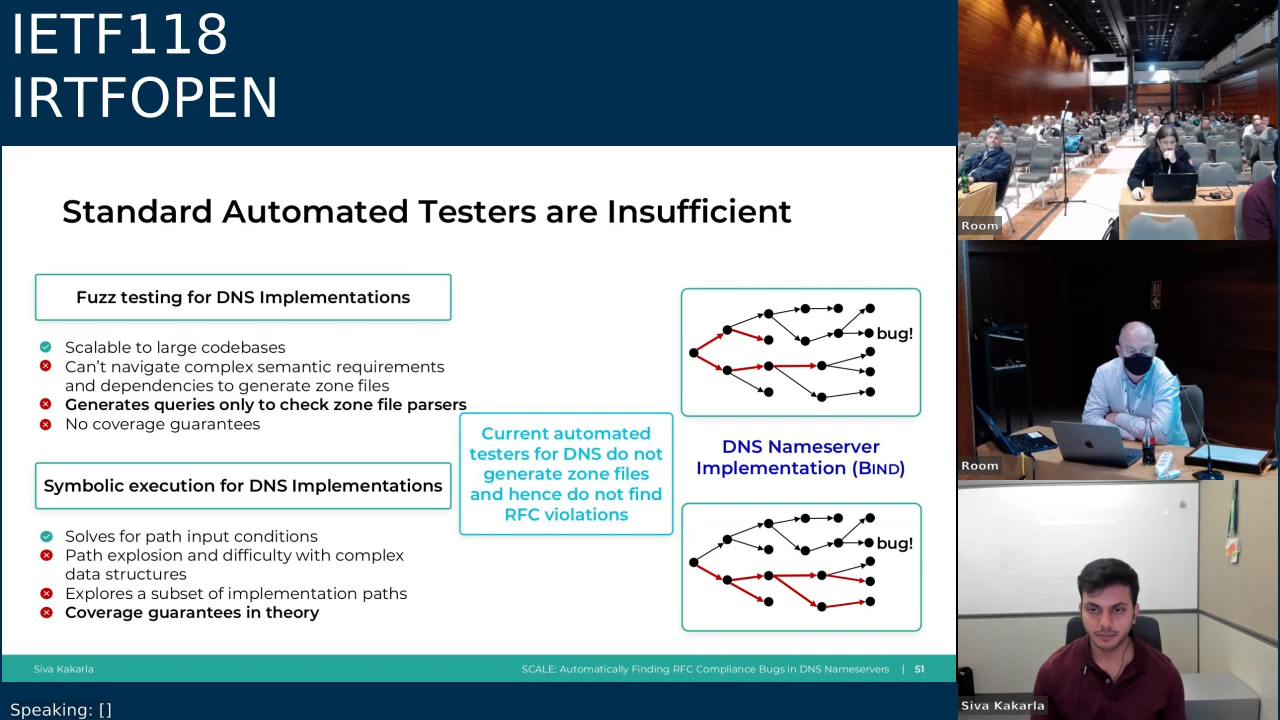 IETF118
IRTFOPEN
Standard Automated Testers are Insufficient
Fuzz testing for DNS Implementations
Scalable to large codebases
Can't navigate complex semantic requirements
and dependencies to generate zone files
Generates queries only to check zone file parsers
No coverage guarantees
Symbolic execution for DNS Implementations
Solves for path input conditions
Path explosion and difficulty with complex
data structures
Explores a subset of implementation paths
Coverage guarantees in theory
Current automated
testers for DNS do not
generate zone files
and hence do not find
RFC violations
bug!
DNS Nameserver
Implementation (BIND)
bug!
Siva Kakarla
SCALE: Automatically Finding RFC Compliance Bugs in DNS Nameservers | 51
Speaking: []
Room
Room
Siva Kakarla